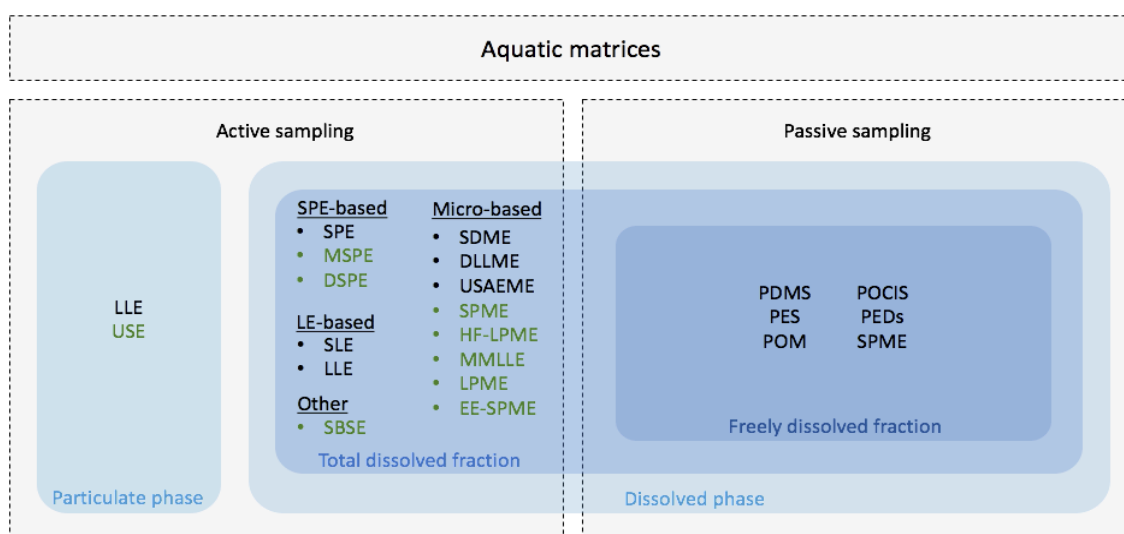 Aquatic matrices
Active sampling
Passive sampling
LLE
USE
Particulate phase
SPE-based
• SPE
• MSPE
• DSPE
LE-based
• SLE
• LLE
Other
• SBSE
Micro-based
• SDME
• DLLME
• USAEME
• SPME
• HF-LPME
• MMLLE
• LPME
• EE-SPME
Total dissolved fraction
PDMS POCIS
PES PEDs
POM SPME
Freely dissolved fraction
Dissolved phase